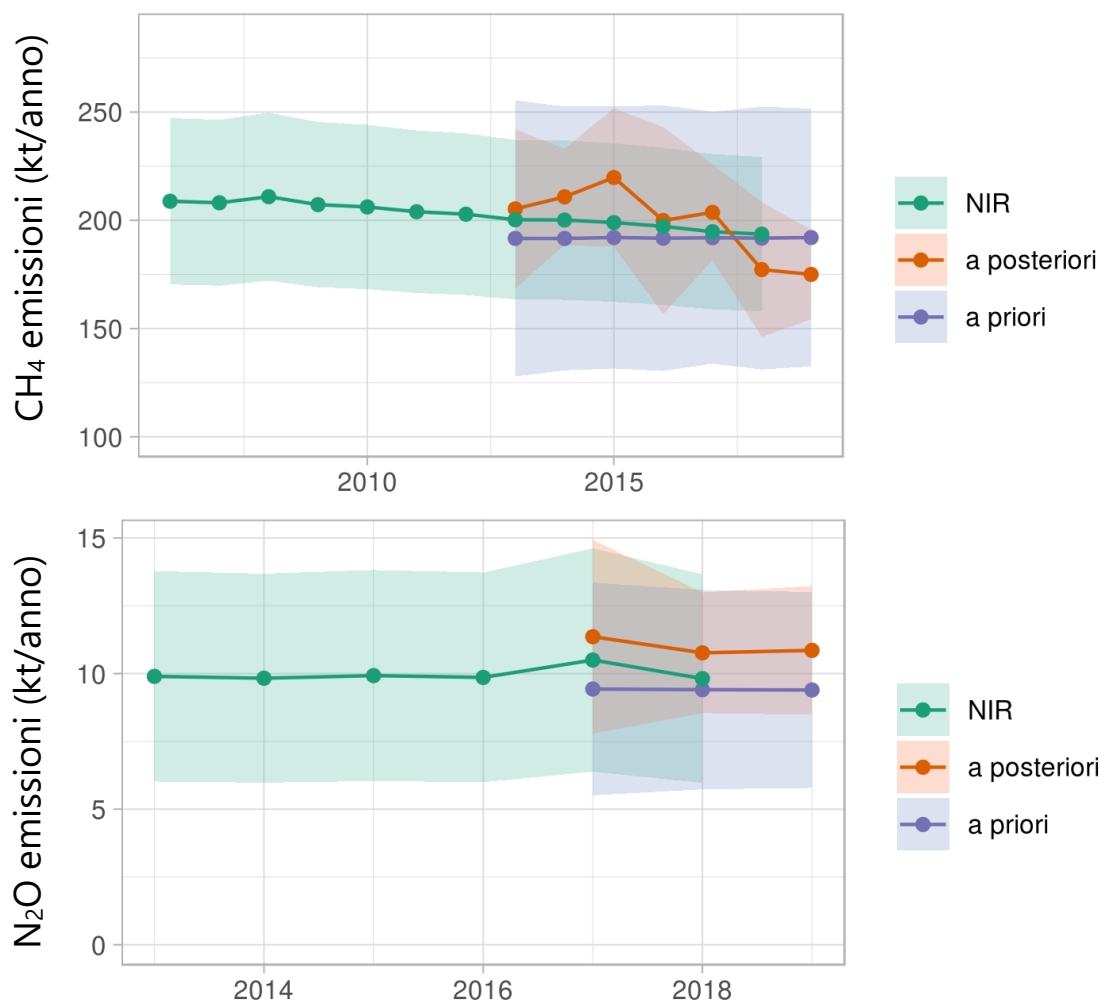 CH₄ emissioni (kt/anno)
250
200
150
100
2010
2015
NIR
a posteriori
a priori
N₂O emissioni (kt/anno)
15
10
5
0
2014
2016
2018
NIR
a posteriori
a priori